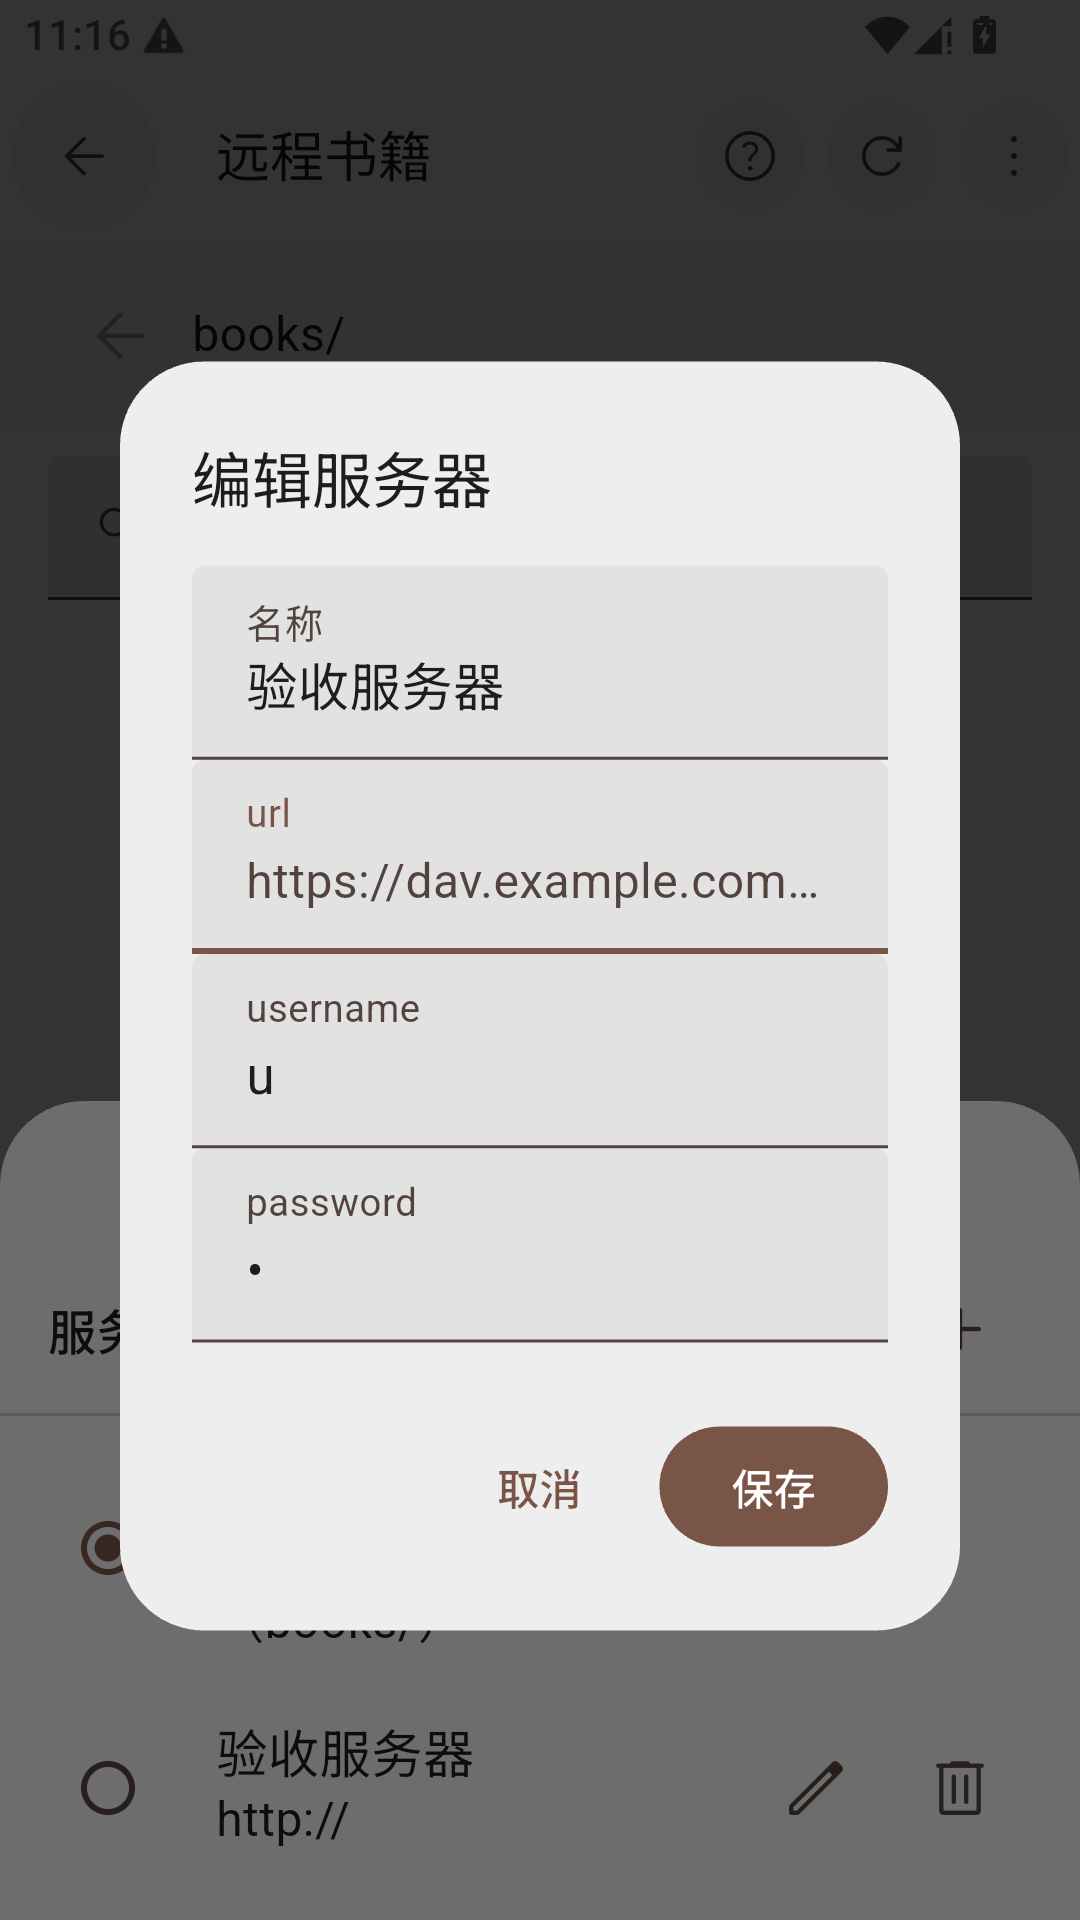 11:16
远程书籍
books/
编辑服务器
名称
验收服务器
url
https://dav.example.com...
username
u
password
•
服务
取消
保存
(books/)
验收服务器
http://